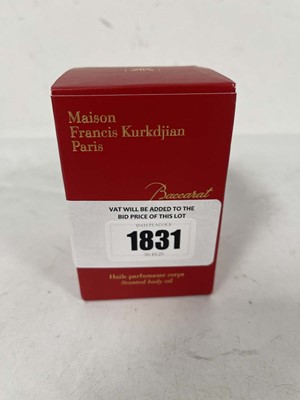 Maison
Francis Kurkdjian
Paris
Baccarat
VAT WILL BE ADDED TO THE
BID PRICE OF THIS LOT
1831
Huile parfumante corps
Scented body oil